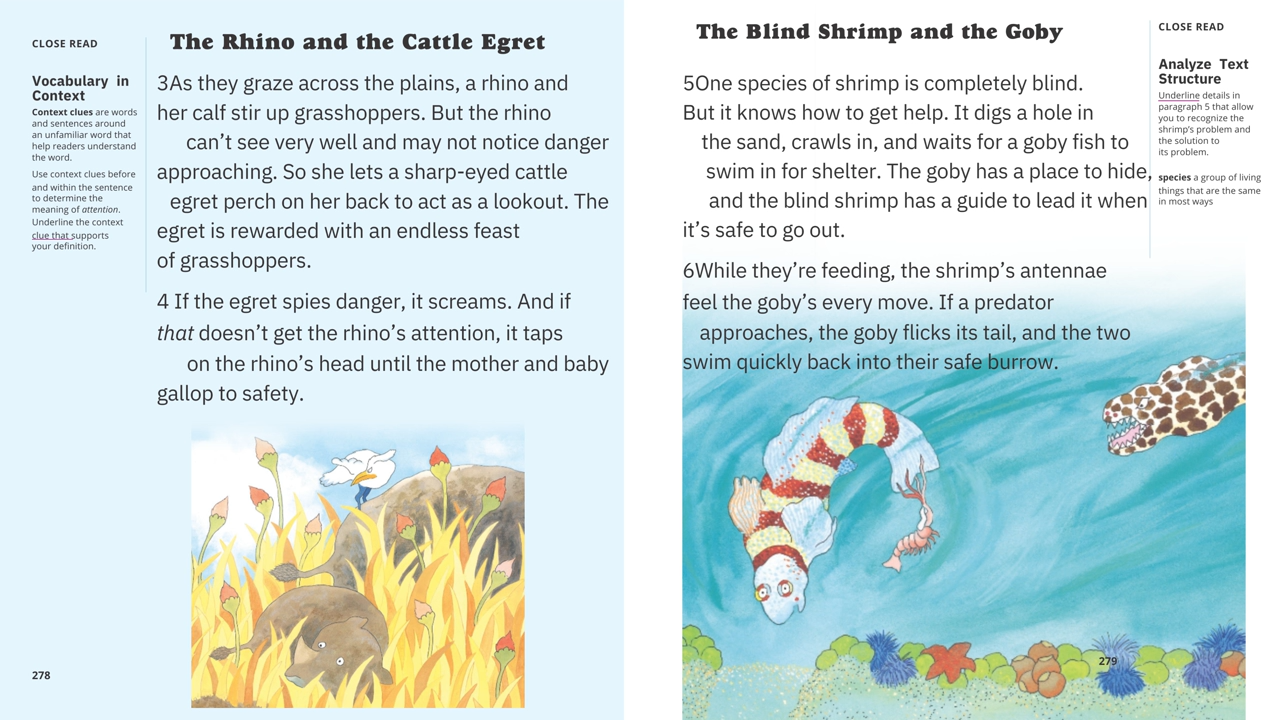 CLOSE READ
Vocabulary in
Context
Context clues are words
and sentences around
an unfamiliar word that
help readers understand
the word.
Use context clues before
and within the sentence
to determine the
meaning of attention.
Underline the context
clue that supports
your definition.
The Rhino and the Cattle Egret
3As they graze across the plains, a rhino and
her calf stir up grasshoppers. But the rhino
can’t see very well and may not notice danger
approaching. So she lets a sharp-eyed cattle
egret perch on her back to act as a lookout. The
egret is rewarded with an endless feast
of grasshoppers.
4 If the egret spies danger, it screams. And if
that doesn’t get the rhino’s attention, it taps
on the rhino’s head until the mother and baby
gallop to safety.
278
The Blind Shrimp and the Goby
5One species of shrimp is completely blind.
But it knows how to get help. It digs a hole in
the sand, crawls in, and waits for a goby fish to
swim in for shelter. The goby has a place to hide,
and the blind shrimp has a guide to lead it when
it’s safe to go out.
6While they’re feeding, the shrimp’s antennae
feel the goby’s every move. If a predator
approaches, the goby flicks its tail, and the two
swim quickly back into their safe burrow.
CLOSE READ
Analyze Text
Structure
Underline details in
paragraph 5 that allow
you to recognize the
shrimp’s problem and
the solution to
its problem.
species a group of living
things that are the same
in most ways
279